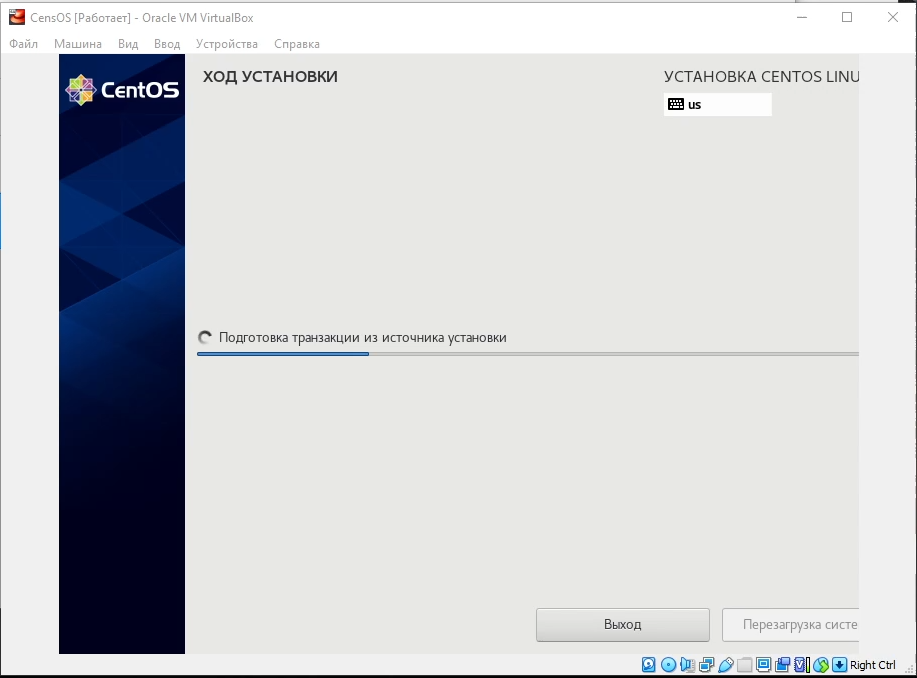 CensOS [Работает] - Oracle VM VirtualBox
Файл Машина Вид Ввод Устройства Справка
CentOS
ХОД УСТАНОВКИ
УСТАНОВКА CENTOS LINU
us
Подготовка транзакции из источника установки
Выход
Перезагрузка систе
Right Ctrl